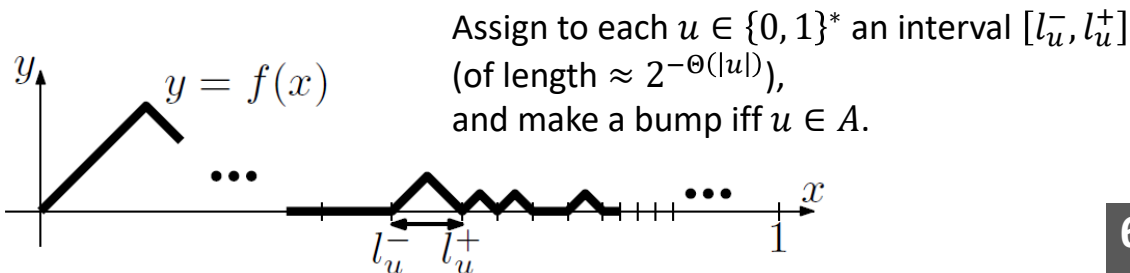 Assign to each u ∈ {0, 1}* an interval [l_u^-, l_u^+]
(of length ≈ 2^{-Θ(|u|)}),
and make a bump iff u ∈ A.
y
y = f(x)
•••
•••
x
l_u^- l_u^+
1